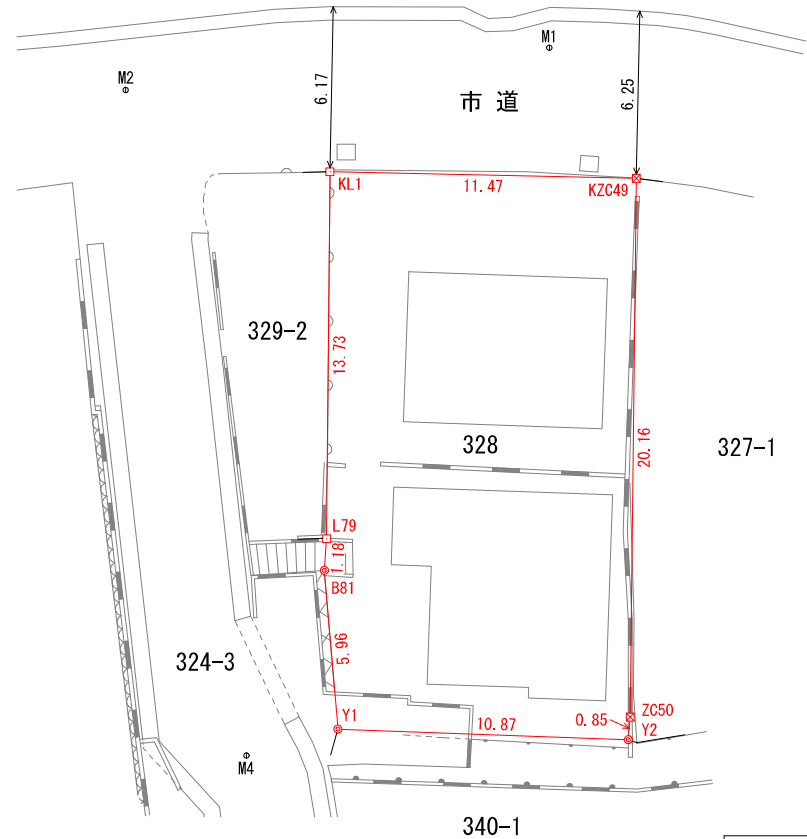 M1
M2
6.17
市道
6.25
KL1
11.47
KZC49
329-2
13.73
328
20.16
327-1
L79
1.18
B81
5.96
324-3
ZC50
0.85
Y1
10.87
Y2
M4
340-1